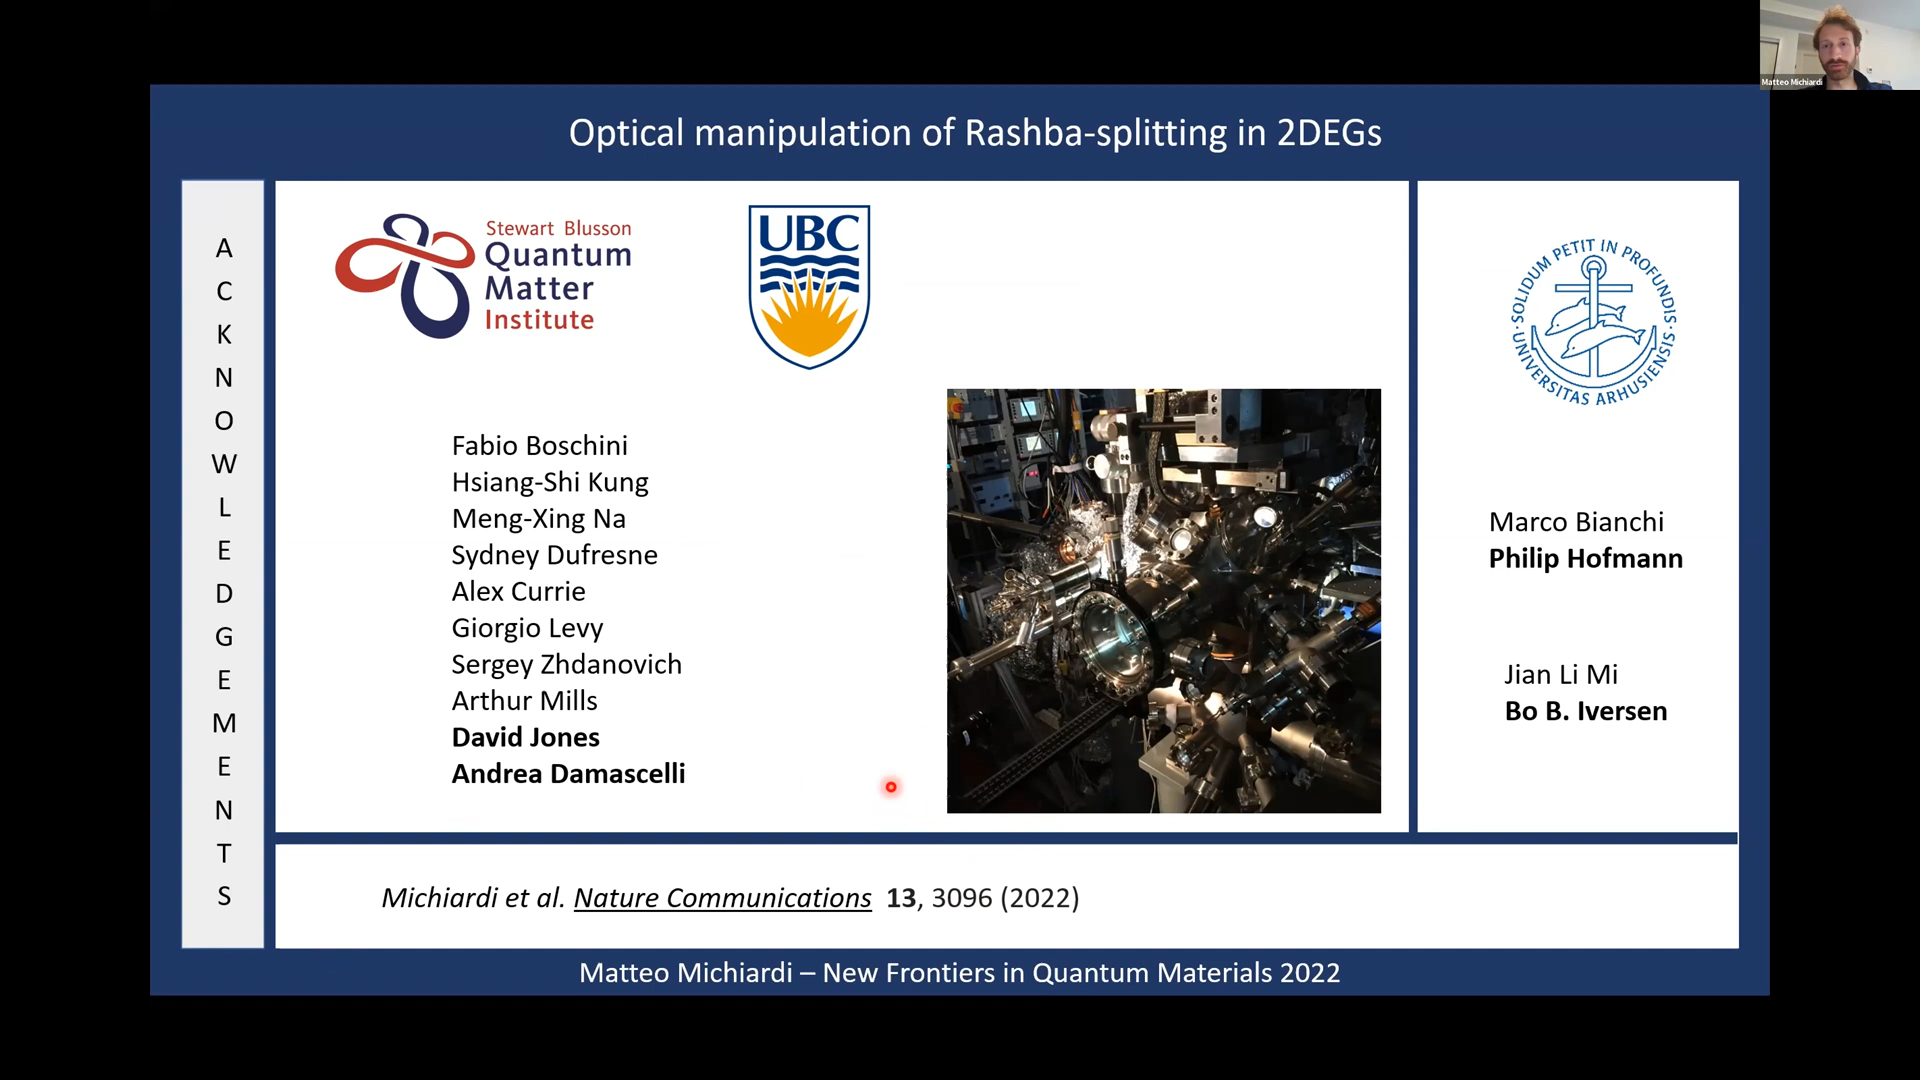 Matteo Michiardi
Optical manipulation of Rashba-splitting in 2DEGs
ACKNOWLEDGEMENTS
Stewart Blusson
Quantum
Matter
Institute
UBC
Fabio Boschini
Hsiang-Shi Kung
Meng-Xing Na
Sydney Dufresne
Alex Currie
Giorgio Levy
Sergey Zhdanovich
Arthur Mills
David Jones
Andrea Damascelli
SOLIDUM PETIT IN PROFUNDIS
UNIVERSITAS ARHUSIENSIS
Marco Bianchi
Philip Hofmann
Jian Li Mi
Bo B. Iversen
Michiardi et al. Nature Communications 13, 3096 (2022)
Matteo Michiardi – New Frontiers in Quantum Materials 2022